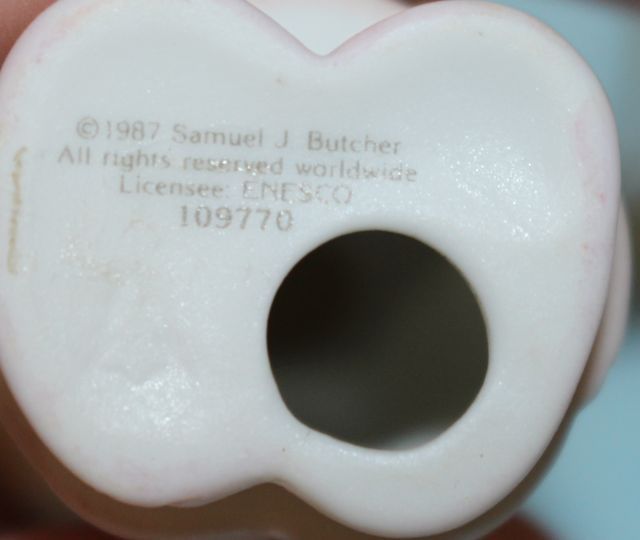 ©1987 Samuel J. Butcher
All rights reserved worldwide
Licensee: ENESCO
109770